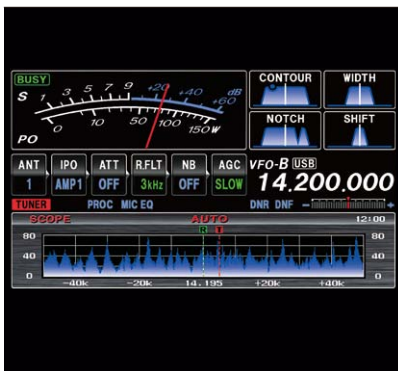 BUSY
CONTOUR WIDTH
S 1 3 5 7 9 +20 +40 +60 dB
0 10 50 100 150 W
PO
NOTCH SHIFT
ANT IPO ATT R.FLT NB AGC VFO-B USB
1 AMP1 OFF 3kHz OFF SLOW 14.200.000
TUNER PROC MIC EQ DNR DNF - +
SCOPE AUTO 12:00
R T
80 80
40 40
0 0
-40k -20k 14.195 +20k +40k